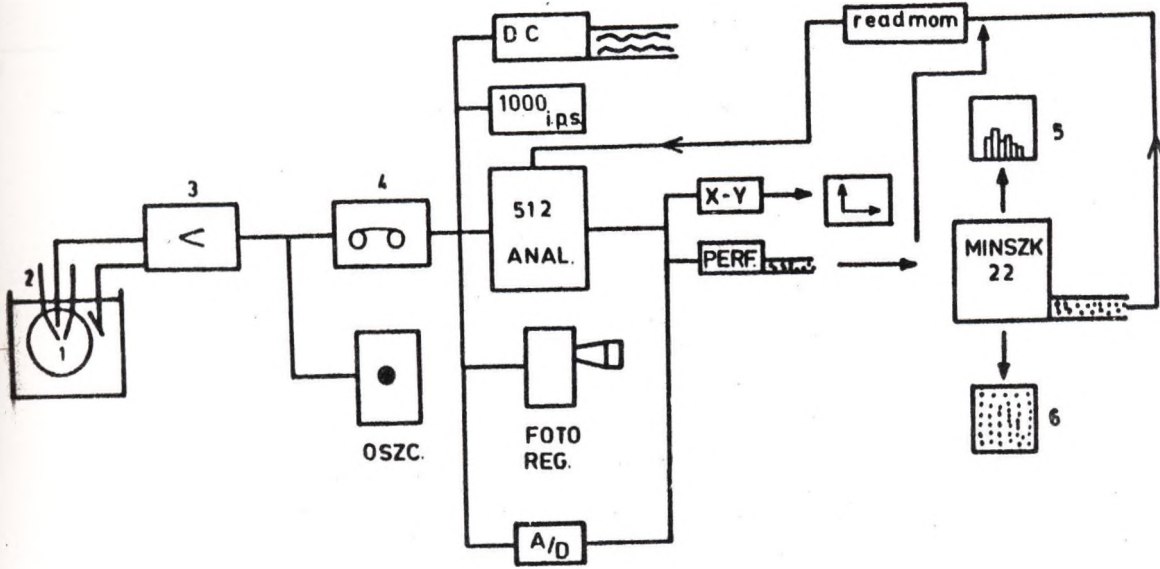 DC
readmom
1000
i.p.s.
5
3
4
512
ANAL.
X-Y
PERF.
MINSZK
22
2
1
<
OSZC.
FOTO
REG.
6
A/D